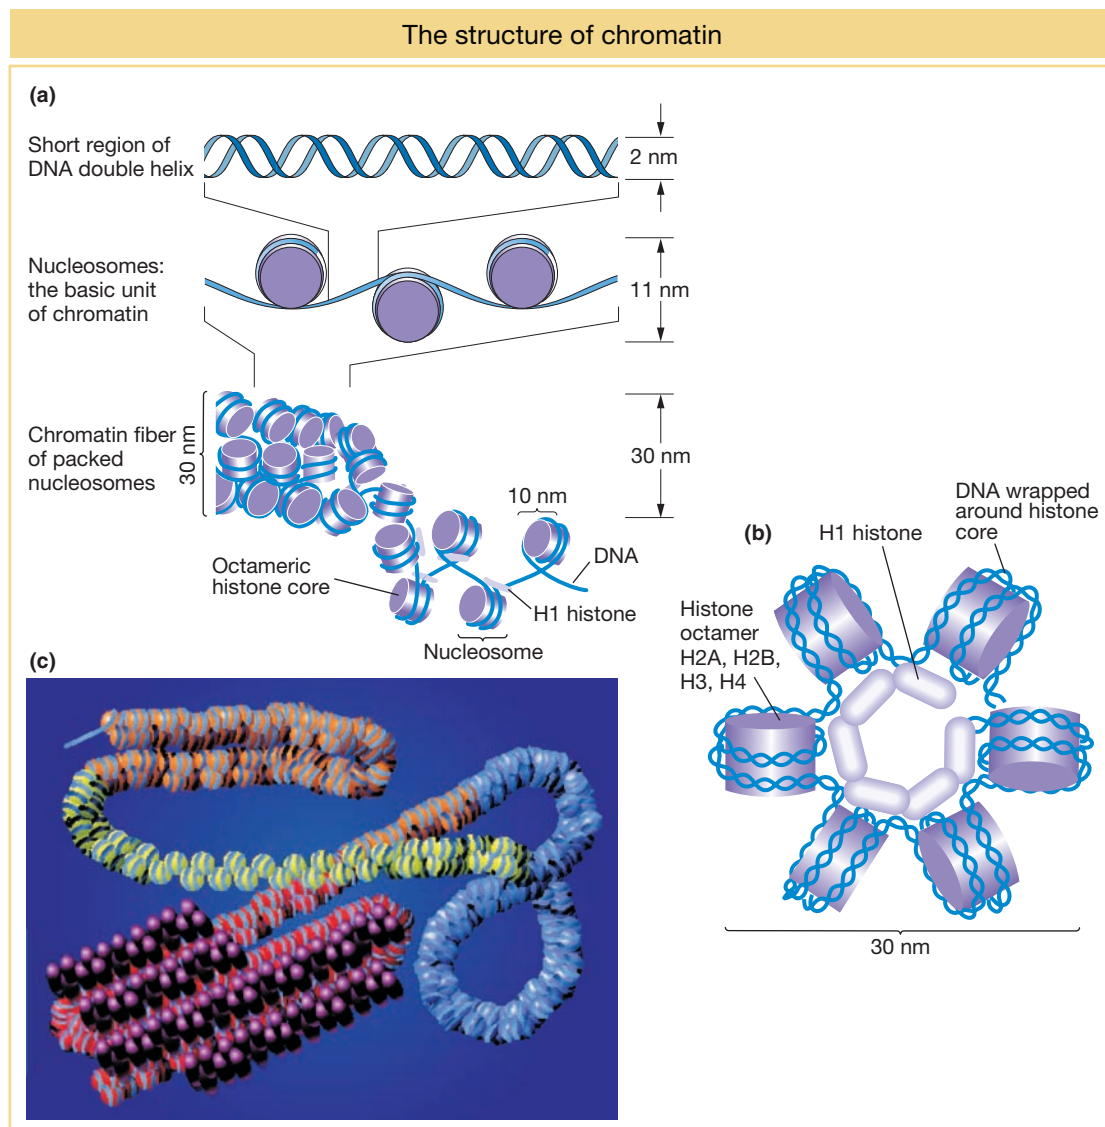 The structure of chromatin
(a)
Short region of
DNA double helix
2 nm
Nucleosomes:
the basic unit
of chromatin
11 nm
Chromatin fiber
of packed
nucleosomes
30 nm
30 nm
10 nm
DNA
Octameric
histone core
H1 histone
Nucleosome
(b)
H1 histone
DNA wrapped
around histone
core
Histone
octamer
H2A, H2B,
H3, H4
30 nm
(c)